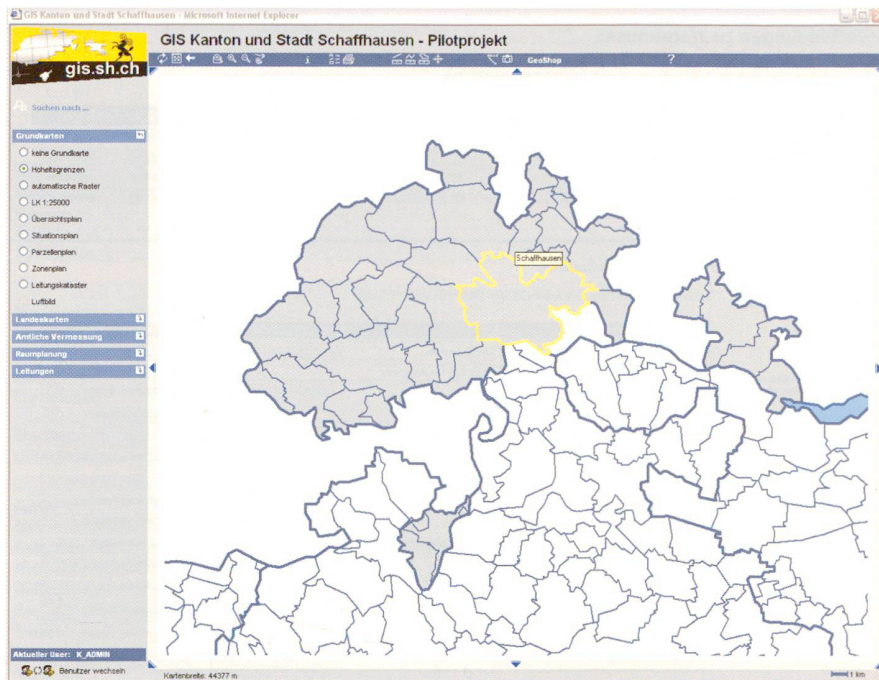 GIS Kanton und Stadt Schaffhausen - Microsoft Internet Explorer
gis.sh.ch
GIS Kanton und Stadt Schaffhausen - Pilotprojekt
i
GeoShop
?
Suchen nach ...
Grundkarten
keine Grundkarte
Hoheitsgrenzen
automatische Raster
LK 1:25000
Übersichtsplan
Situationsplan
Parzellenplan
Zonenplan
Leitungskataster
Luftbild
Landeskarten
Amtliche Vermessung
Raumplanung
Leitungen
Schaffhausen
Aktueller User: K_ADMIN
Benutzer wechseln
Kartenbreite: 44377 m
1 km